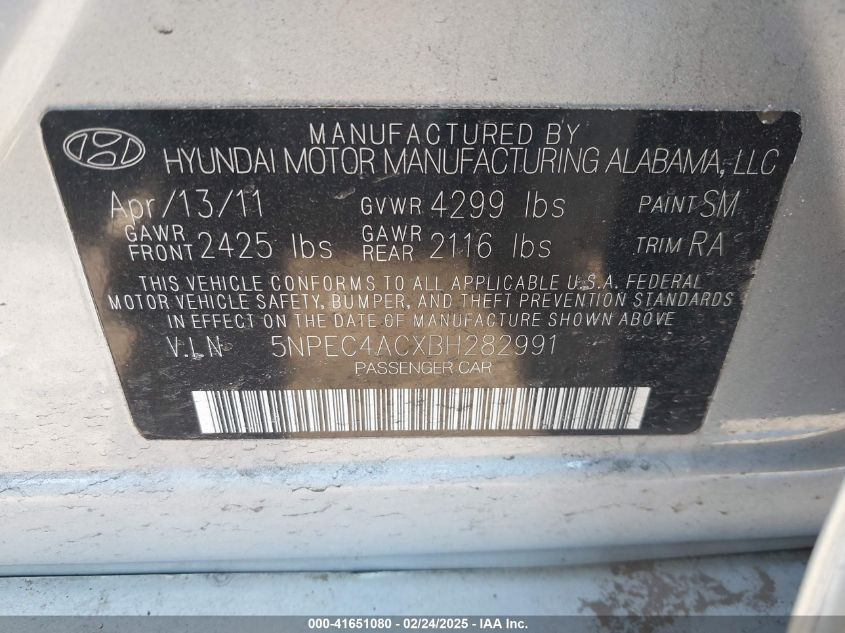 MANUFACTURED BY
HYUNDAI MOTOR MANUFACTURING ALABAMA, LLC
Apr/13/11 GVWR 4299 lbs PAINT SM
GAWR FRONT 2425 lbs GAWR REAR 2116 lbs TRIM RA
THIS VEHICLE CONFORMS TO ALL APPLICABLE U.S.A. FEDERAL
MOTOR VEHICLE SAFETY, BUMPER, AND THEFT PREVENTION STANDARDS
IN EFFECT ON THE DATE OF MANUFACTURE SHOWN ABOVE.
V.I.N 5NPEC4ACXBH282991
PASSENGER CAR
000-41651080 - 02/24/2025 - IAA Inc.